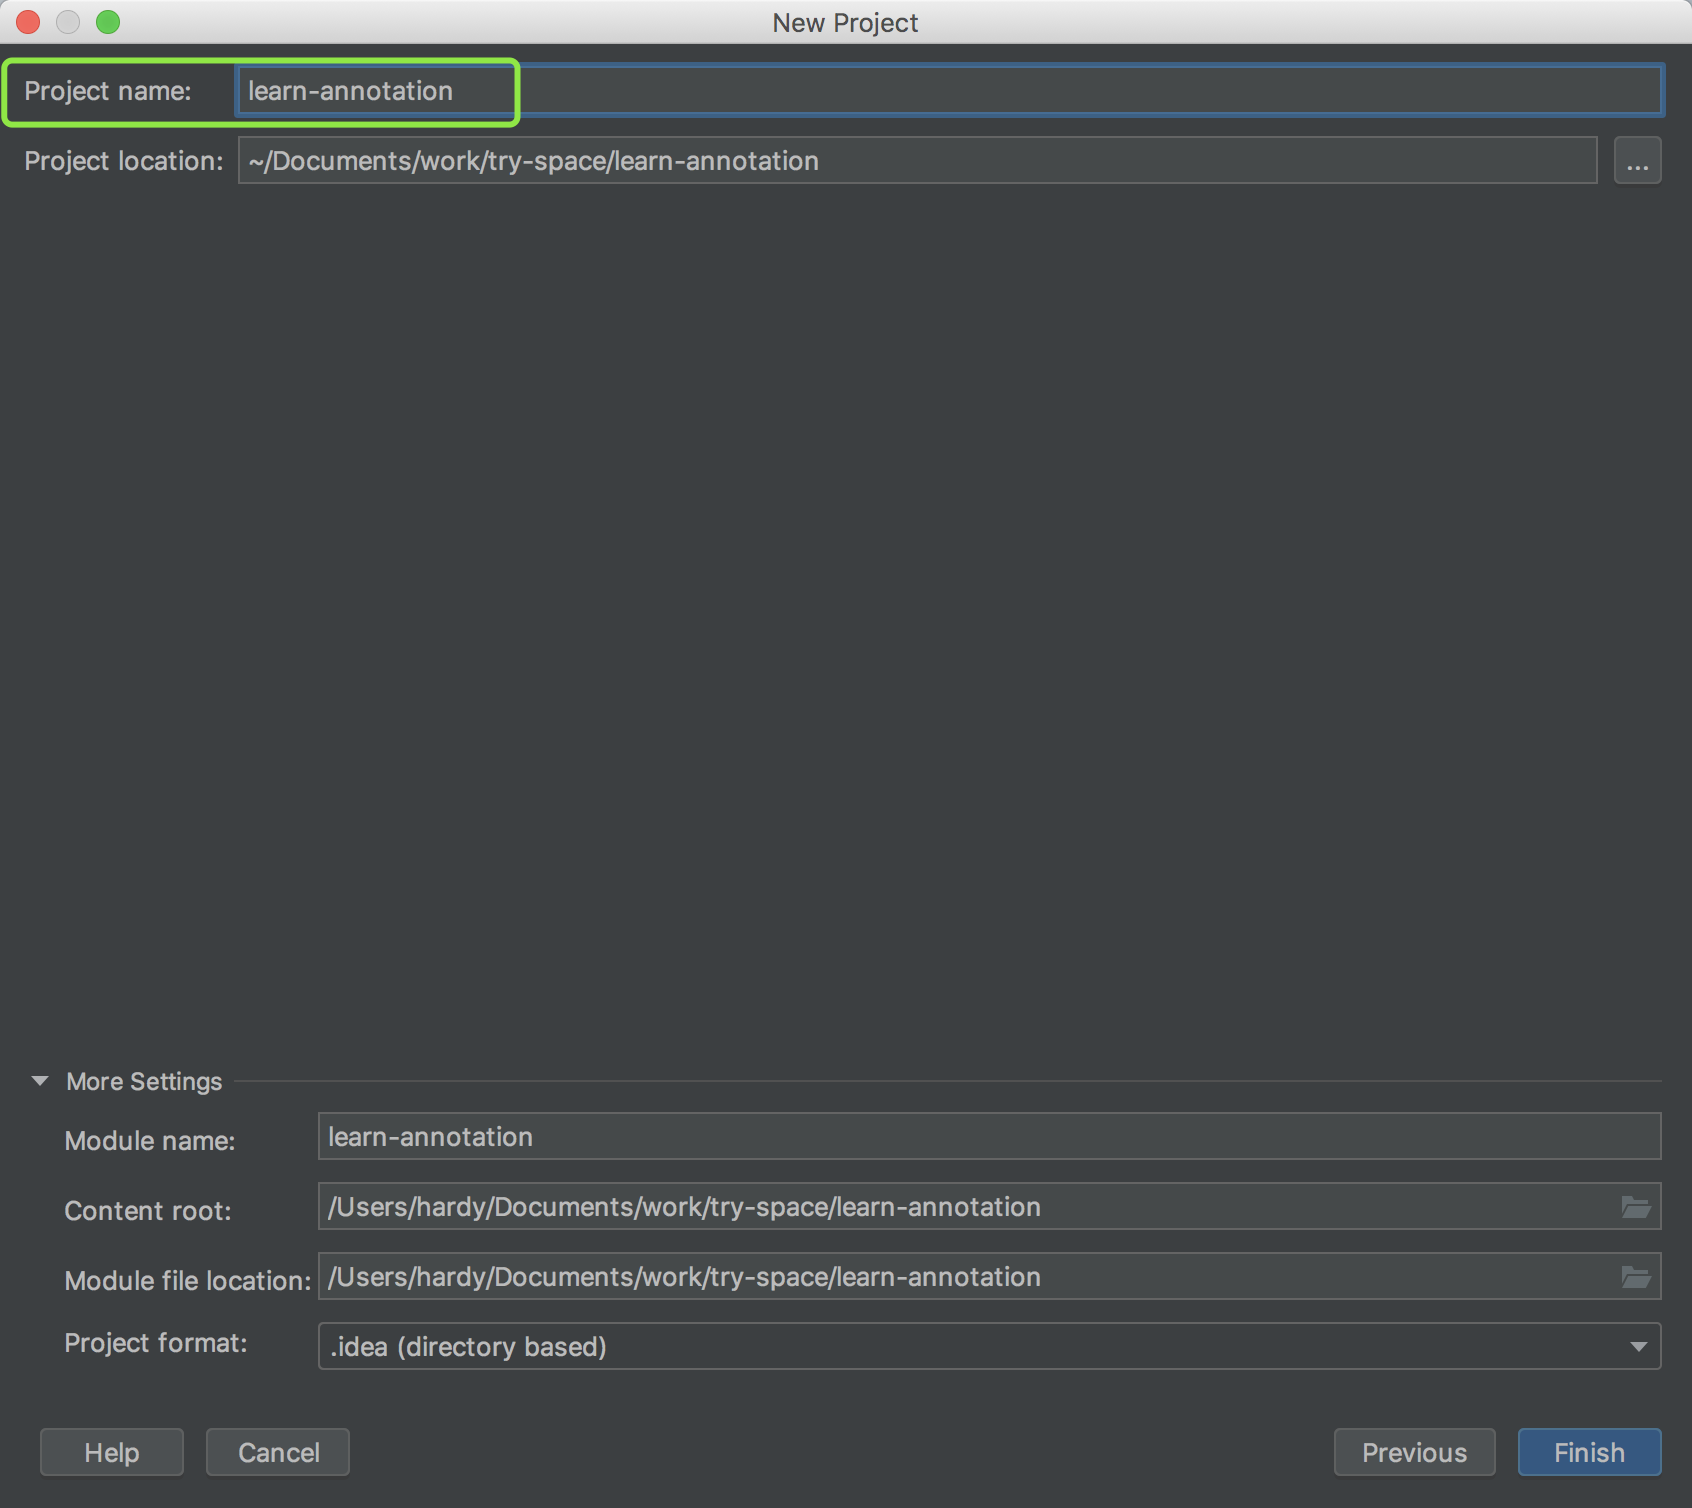 New Project
Project name: learn-annotation
Project location: ~/Documents/work/try-space/learn-annotation ...
More Settings
Module name: learn-annotation
Content root: /Users/hardy/Documents/work/try-space/learn-annotation
Module file location: /Users/hardy/Documents/work/try-space/learn-annotation
Project format: .idea (directory based)
Help Cancel Previous Finish